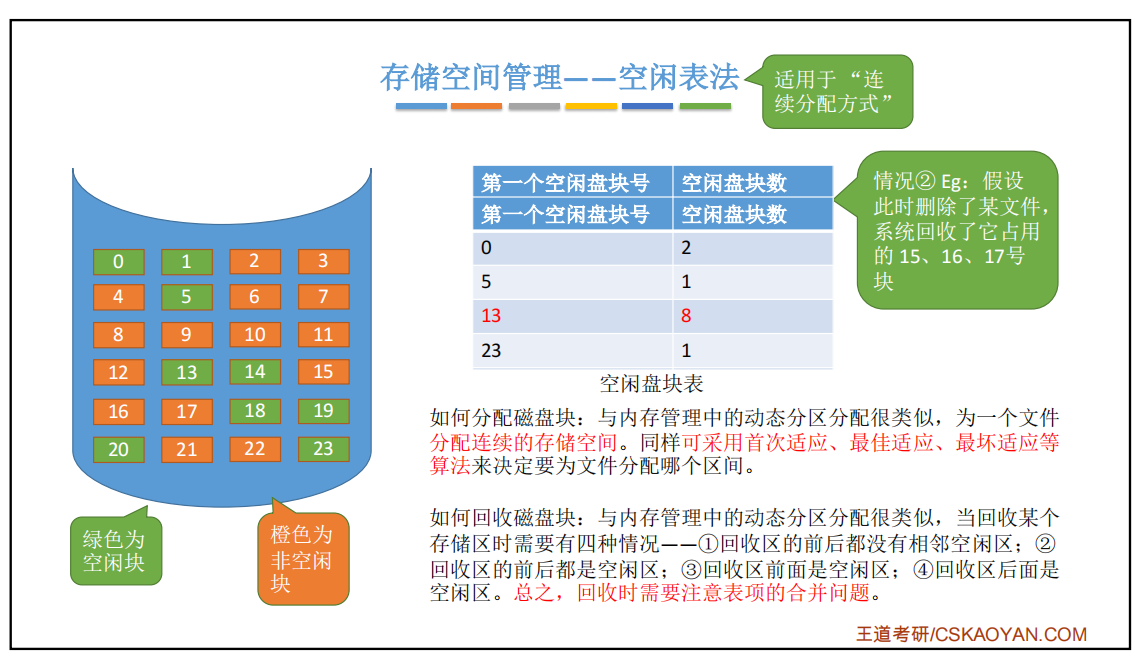 存储空间管理——空闲表法
适用于 “连
续分配方式”
0 1 2 3
4 5 6 7
8 9 10 11
12 13 14 15
16 17 18 19
20 21 22 23
绿色为
空闲块
橙色为
非空闲
块
第一个空闲盘块号 空闲盘块数
第一个空闲盘块号 空闲盘块数
0 2
5 1
13 8
23 1
空闲盘块表
情况② Eg：假设
此时删除了某文件，
系统回收了它占用
的 15、16、17号
块
如何分配磁盘块：与内存管理中的动态分区分配很类似，为一个文件
分配连续的存储空间。同样可采用首次适应、最佳适应、最坏适应等
算法来决定要为文件分配哪个区间。
如何回收磁盘块：与内存管理中的动态分区分配很类似，当回收某个
存储区时需要有四种情况——①回收区的前后都没有相邻空闲区；②
回收区的前后都是空闲区；③回收区前面是空闲区；④回收区后面是
空闲区。总之，回收时需要注意表项的合并问题。
王道考研/CSKAOYAN.COM